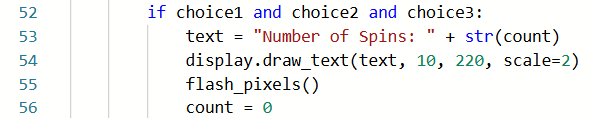 52 if choice1 and choice2 and choice3:
53 text = "Number of Spins: " + str(count)
54 display.draw_text(text, 10, 220, scale=2)
55 flash_pixels()
56 count = 0